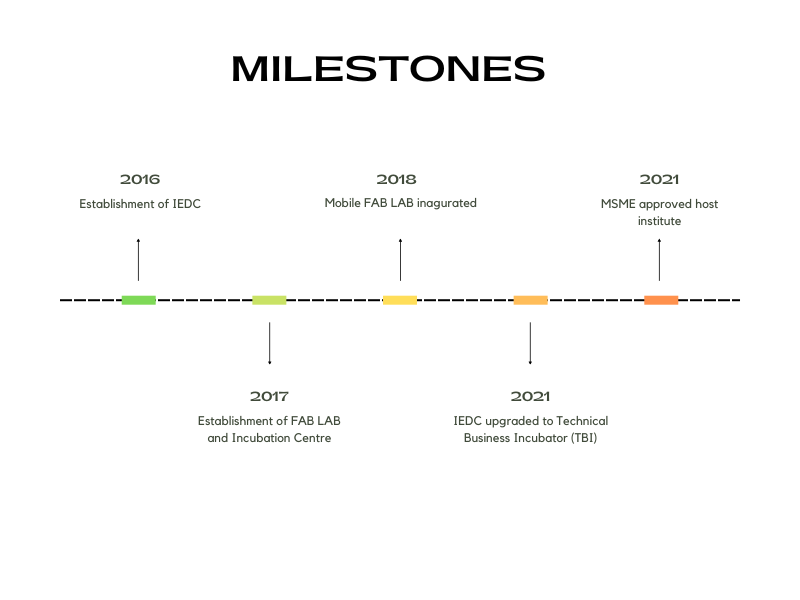 MILESTONES
2016
Establishment of IEDC
2018
Mobile FAB LAB inagurated
2021
MSME approved host
institute
2017
Establishment of FAB LAB
and Incubation Centre
2021
IEDC upgraded to Technical
Business Incubator (TBI)